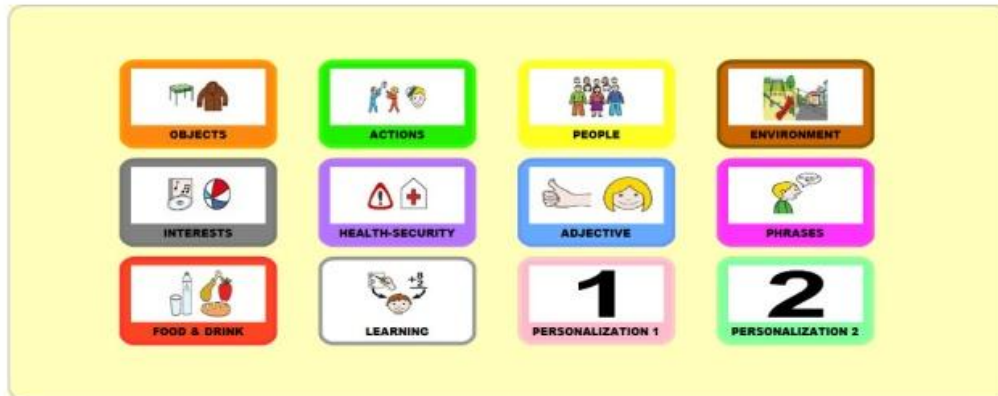 OBJECTS
ACTIONS
PEOPLE
ENVIRONMENT
INTERESTS
HEALTH-SECURITY
ADJECTIVE
PHRASES
FOOD & DRINK
LEARNING
1
PERSONALIZATION 1
2
PERSONALIZATION 2